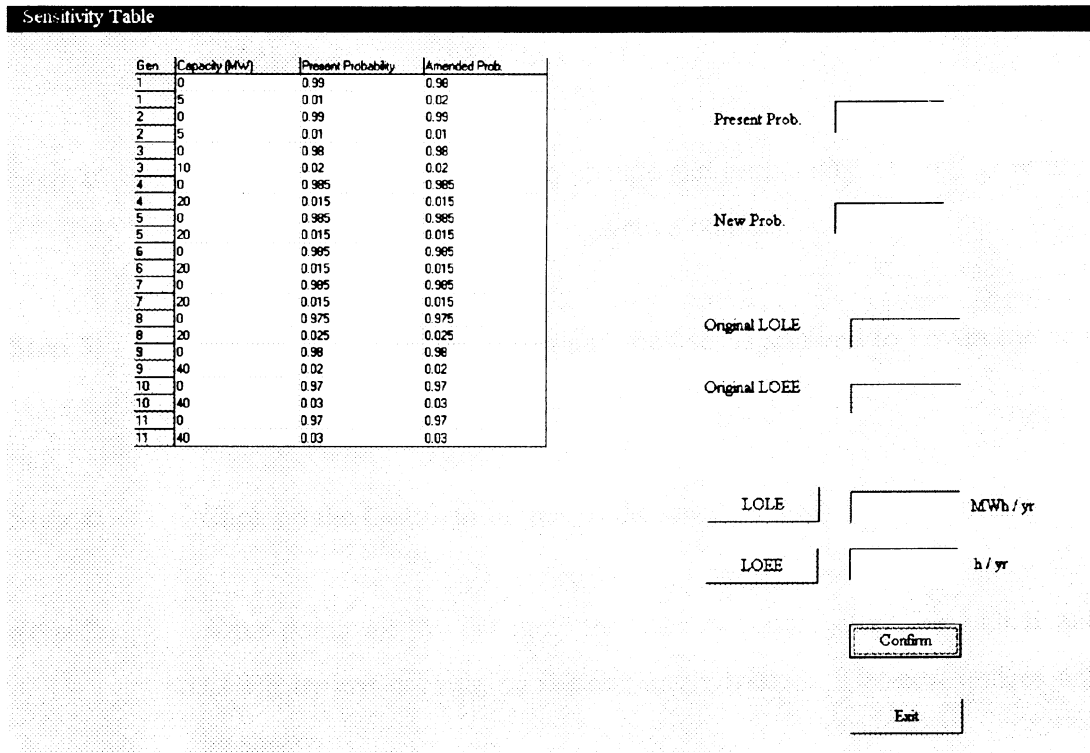 Sensitivity Table
Gen Capacity (MW) Present Probability Amended Prob.
1 0 0.99 0.98
1 5 0.01 0.02
2 0 0.99 0.99
2 5 0.01 0.01
3 0 0.98 0.98
3 10 0.02 0.02
4 0 0.985 0.985
4 20 0.015 0.015
5 0 0.985 0.985
5 20 0.015 0.015
6 0 0.985 0.985
6 20 0.015 0.015
7 0 0.985 0.985
7 20 0.015 0.015
8 0 0.975 0.975
8 20 0.025 0.025
9 0 0.98 0.98
9 40 0.02 0.02
10 0 0.97 0.97
10 40 0.03 0.03
11 0 0.97 0.97
11 40 0.03 0.03
Present Prob.
New Prob.
Original LOLE
Original LOEE
LOLE MWh / yr
LOEE h / yr
Confirm
Exit